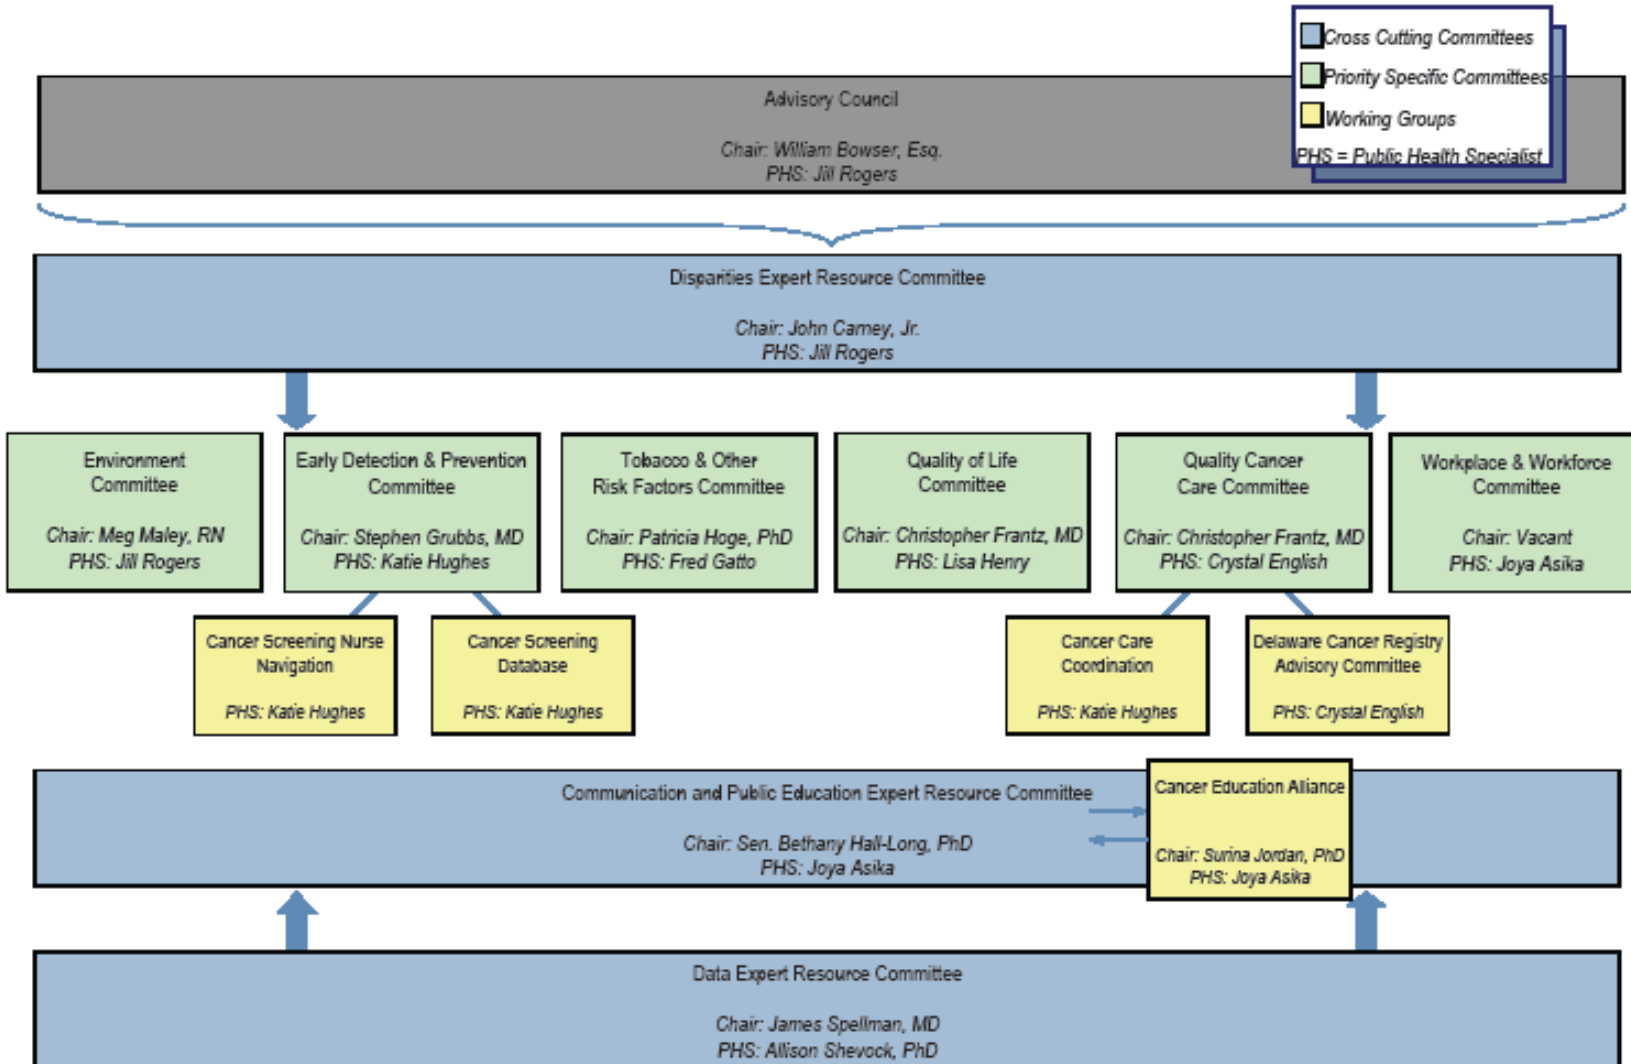 Cross Cutting Committees
Priority Specific Committees
Working Groups
PHS = Public Health Specialist
Advisory Council
Chair: William Bowser, Esq.
PHS: Jill Rogers
Disparities Expert Resource Committee
Chair: John Carney, Jr.
PHS: Jill Rogers
Environment
Committee
Chair: Meg Maley, RN
PHS: Jill Rogers
Early Detection & Prevention
Committee
Chair: Stephen Grubbs, MD
PHS: Katie Hughes
Tobacco & Other
Risk Factors Committee
Chair: Patricia Hoge, PhD
PHS: Fred Gatto
Quality of Life
Committee
Chair: Christopher Frantz, MD
PHS: Lisa Henry
Quality Cancer
Care Committee
Chair: Christopher Frantz, MD
PHS: Crystal English
Workplace & Workforce
Committee
Chair: Vacant
PHS: Joya Asika
Cancer Screening Nurse
Navigation
PHS: Katie Hughes
Cancer Screening
Database
PHS: Katie Hughes
Cancer Care
Coordination
PHS: Katie Hughes
Delaware Cancer Registry
Advisory Committee
PHS: Crystal English
Communication and Public Education Expert Resource Committee
Chair: Sen. Bethany Hall-Long, PhD
PHS: Joya Asika
Cancer Education Alliance
Chair: Surina Jordan, PhD
PHS: Joya Asika
Data Expert Resource Committee
Chair: James Spellman, MD
PHS: Allison Shevock, PhD